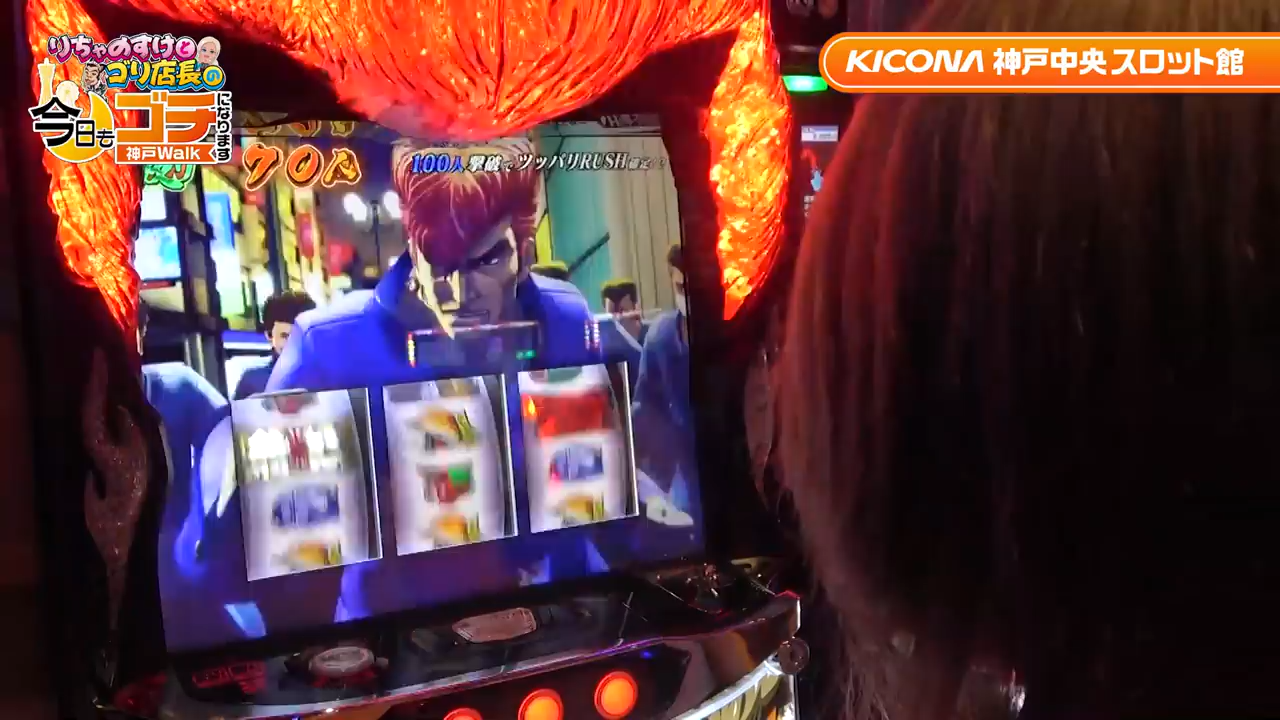 りちゃのすけと
ゴリ店長の
今日もゴチになります
神戸Walk
KICONA 神戸中央スロット館
70人
100人撃破でツッパリRUSH